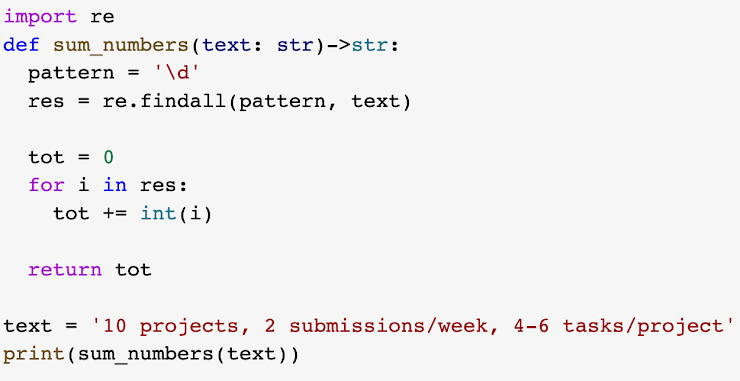 import re
def sum_numbers(text: str)->str:
  pattern = '\d'
  res = re.findall(pattern, text)

  tot = 0
  for i in res:
    tot += int(i)

  return tot

text = '10 projects, 2 submissions/week, 4-6 tasks/project'
print(sum_numbers(text))